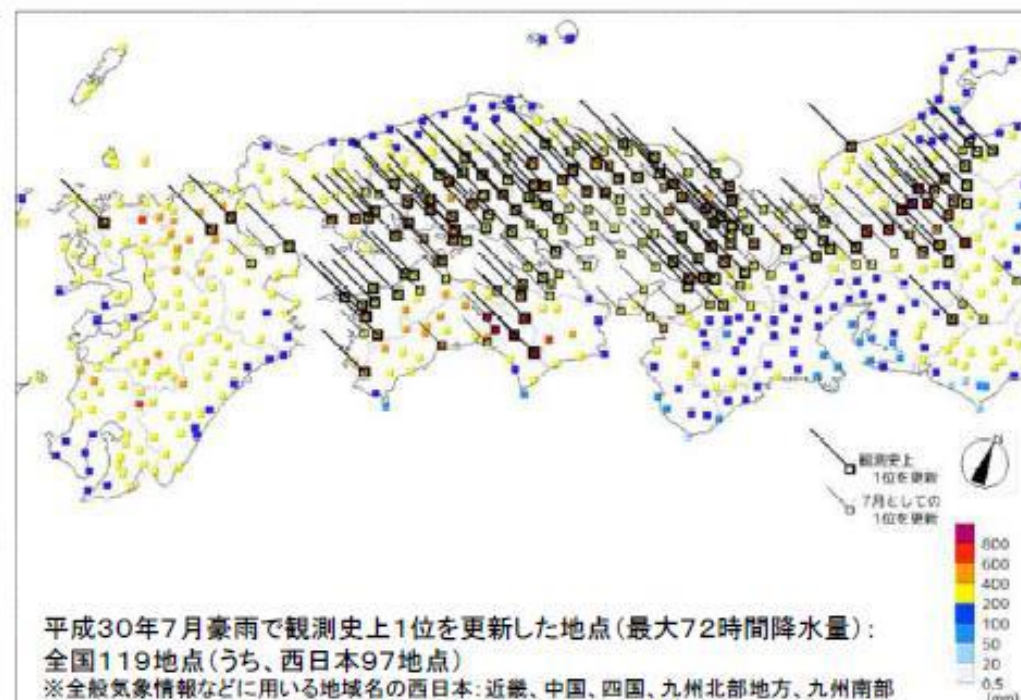 観測史上
1位を更新
7月としての
1位を更新
800
600
400
200
100
50
20
0.5
(mm)
平成30年7月豪雨で観測史上1位を更新した地点(最大72時間降水量):
全国119地点(うち、西日本97地点)
※全般気象情報などに用いる地域名の西日本:近畿、中国、四国、九州北部地方、九州南部